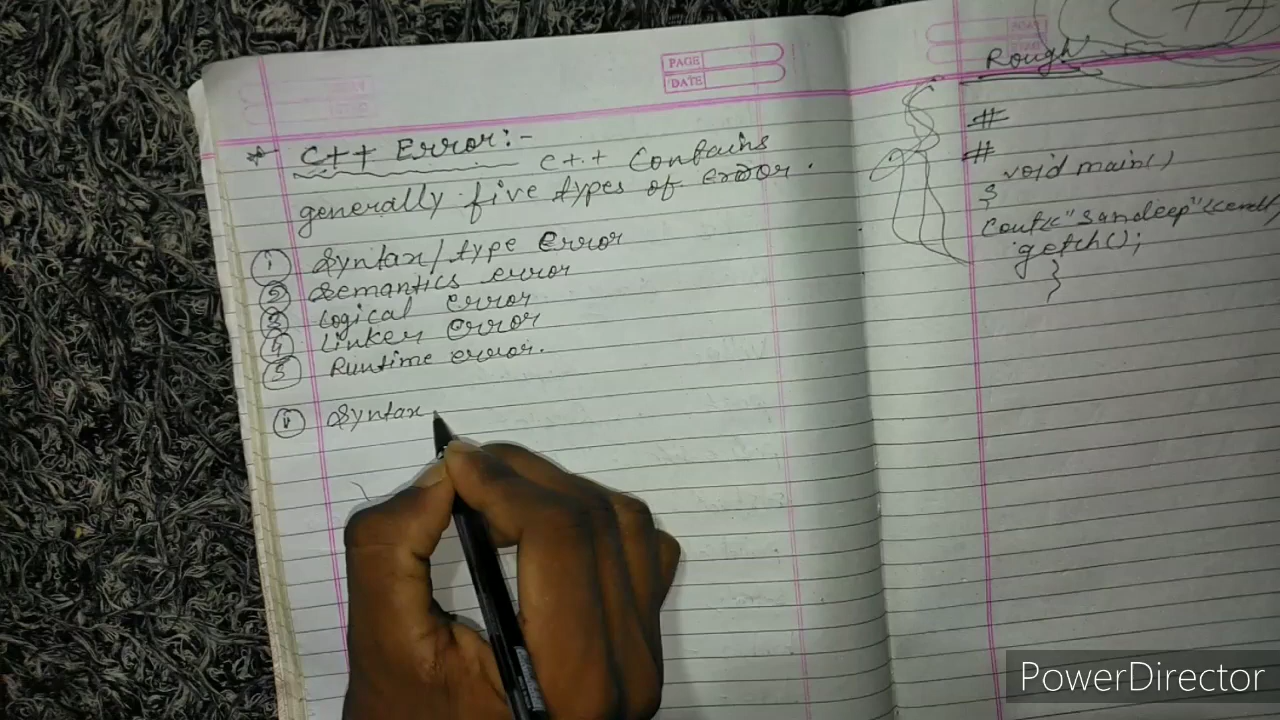 PAGE
DATE
* C++ Error:- C++ Contains
generally five types of error.
① Syntax/type Error
② Semantics error
③ Logical error
④ Linker error
⑤ Runtime error.
① Syntax
C++
Rough
#
#
void main()
{
cout<<"Sandeep"<<endl
getch();
}
PowerDirector